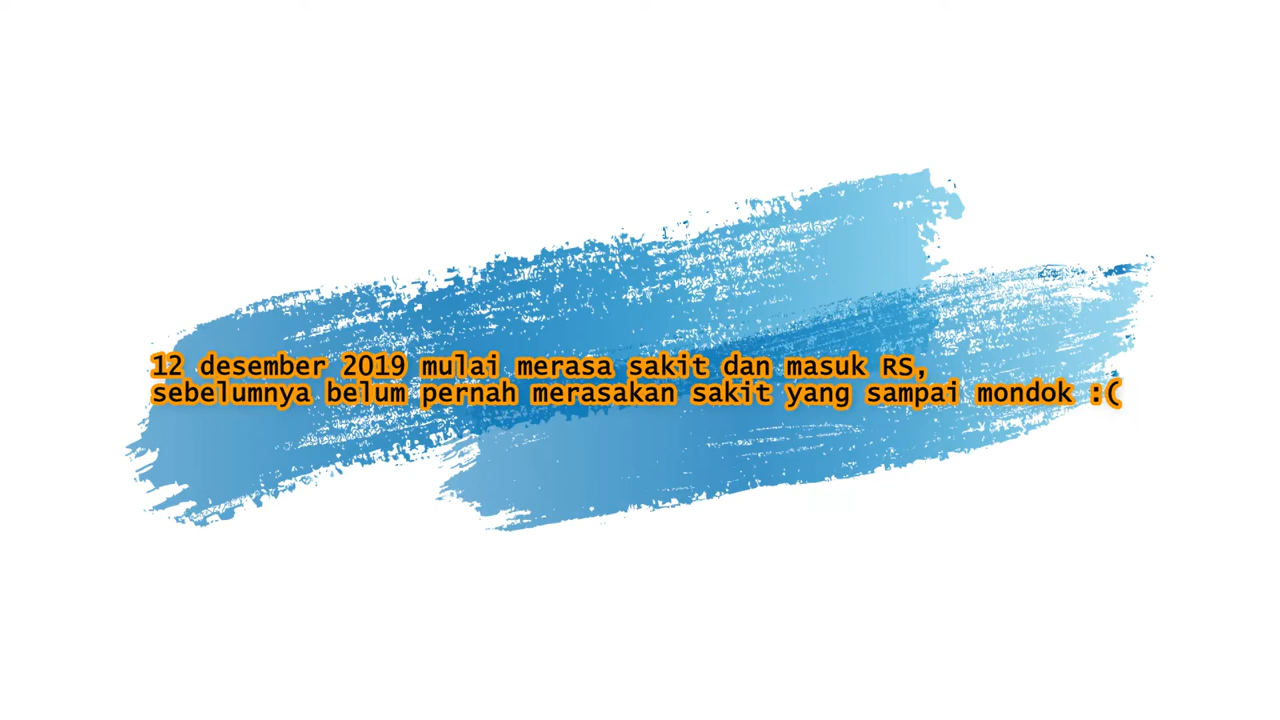 12 desember 2019 mulai merasa sakit dan masuk RS,
sebelumnya belum pernah merasakan sakit yang sampai mondok :(